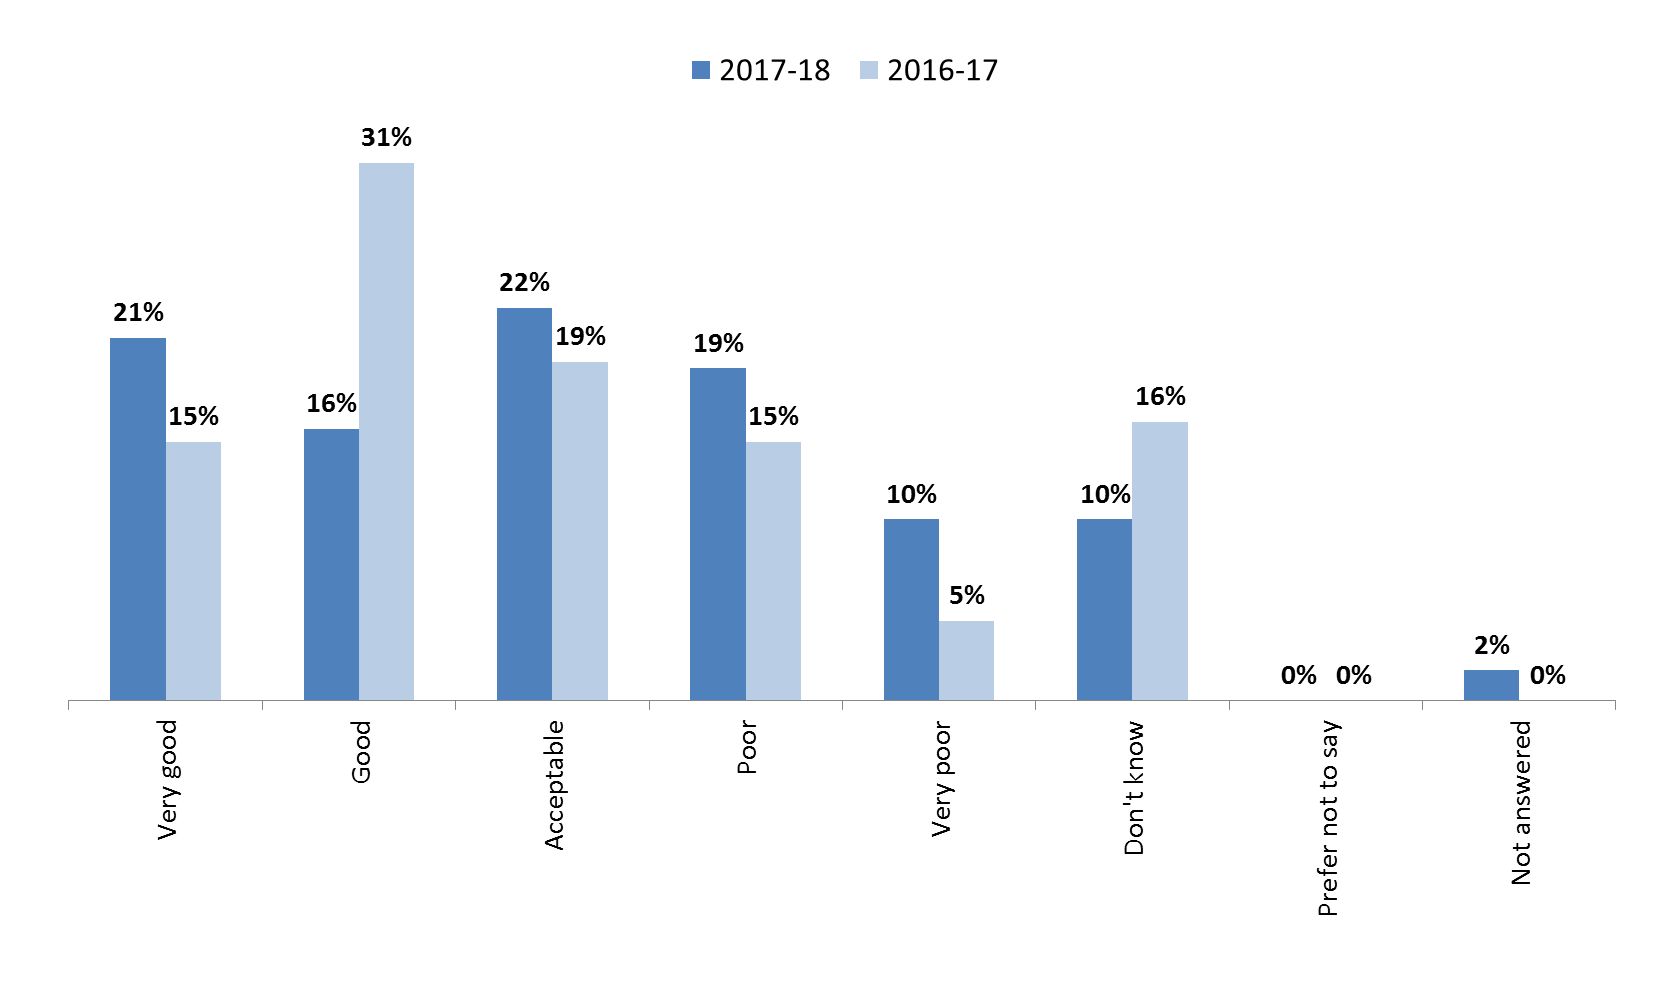 2017-18 2016-17
31%
22%
21%
19%
19%
16%
16%
15%
15%
10%
10%
5%
2%
0% 0% 0%
Very good
Good
Acceptable
Poor
Very poor
Don't know
Prefer not to say
Not answered